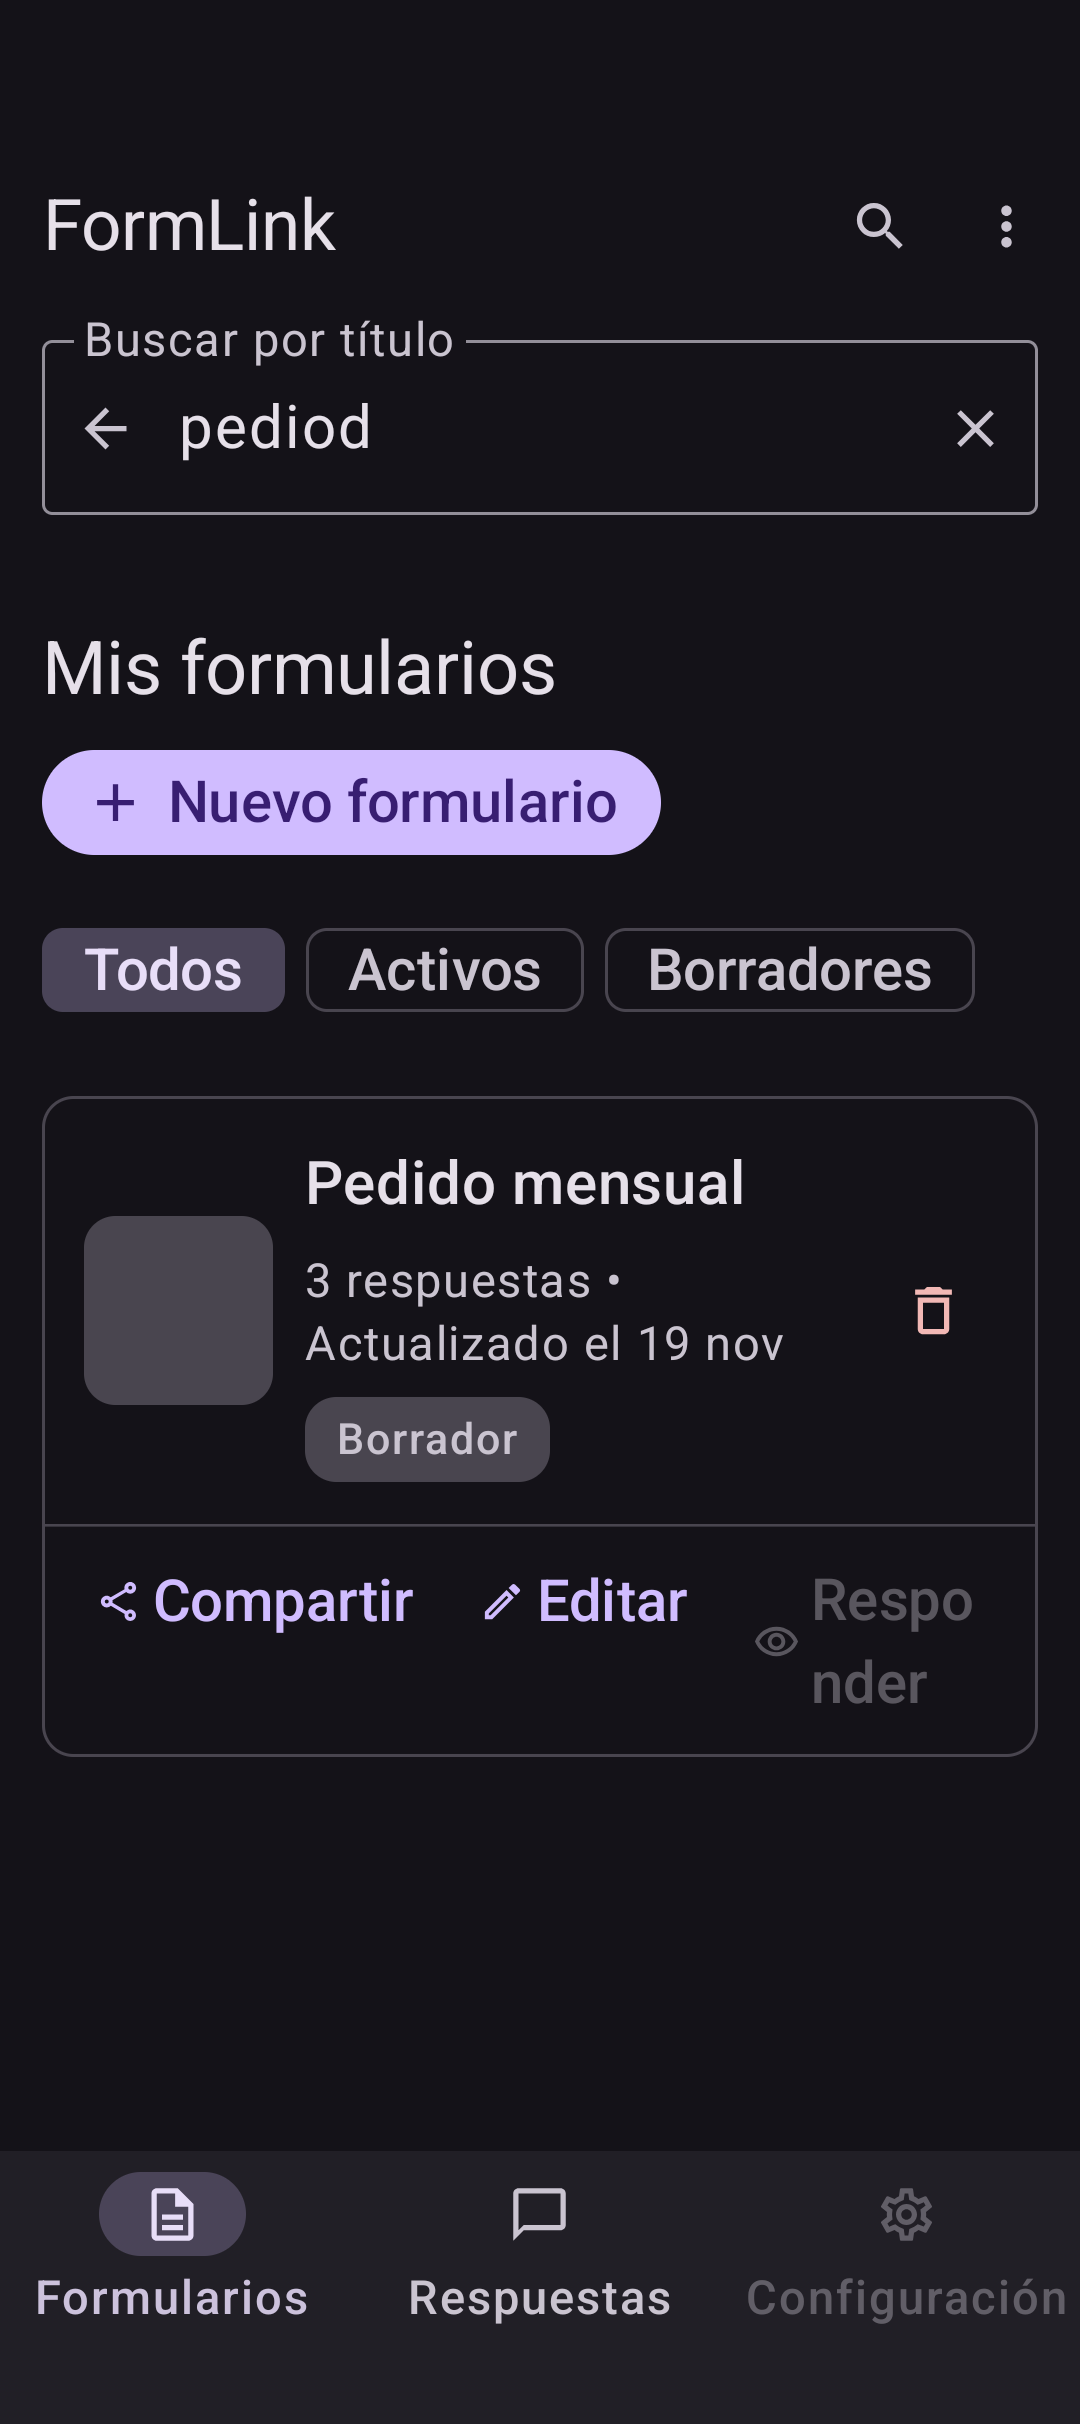 FormLink
Buscar por título
pediod
Mis formularios
Nuevo formulario
Todos
Activos
Borradores
Pedido mensual
3 respuestas •
Actualizado el 19 nov
Borrador
Compartir
Editar
Respo
nder
Formularios
Respuestas
Configuración